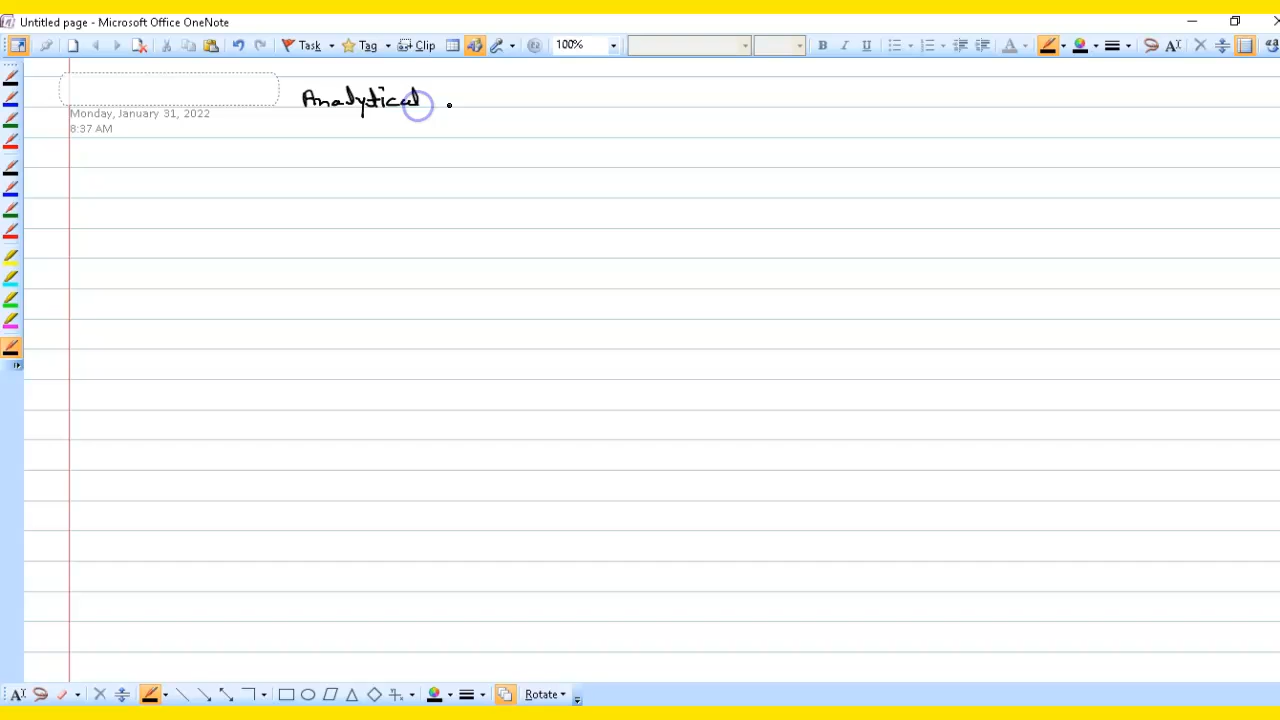 Untitled page - Microsoft Office OneNote
Task Tag Clip 100% B I U
Analytical
Monday, January 31, 2022
8:37 AM
Rotate